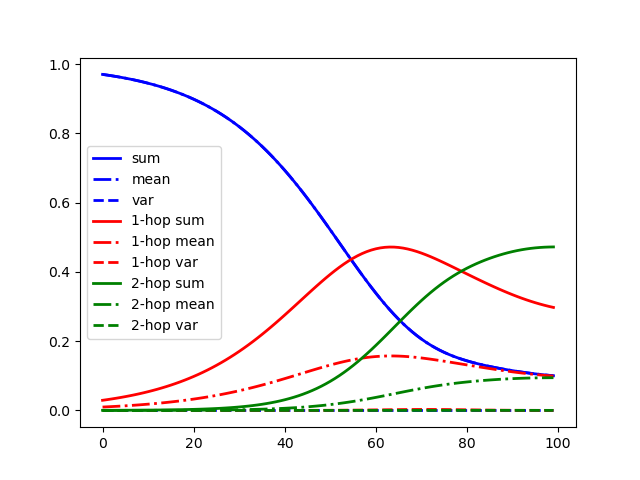 1.0
0.8
0.6
0.4
0.2
0.0
sum
mean
var
1-hop sum
1-hop mean
1-hop var
2-hop sum
2-hop mean
2-hop var
0 20 40 60 80 100